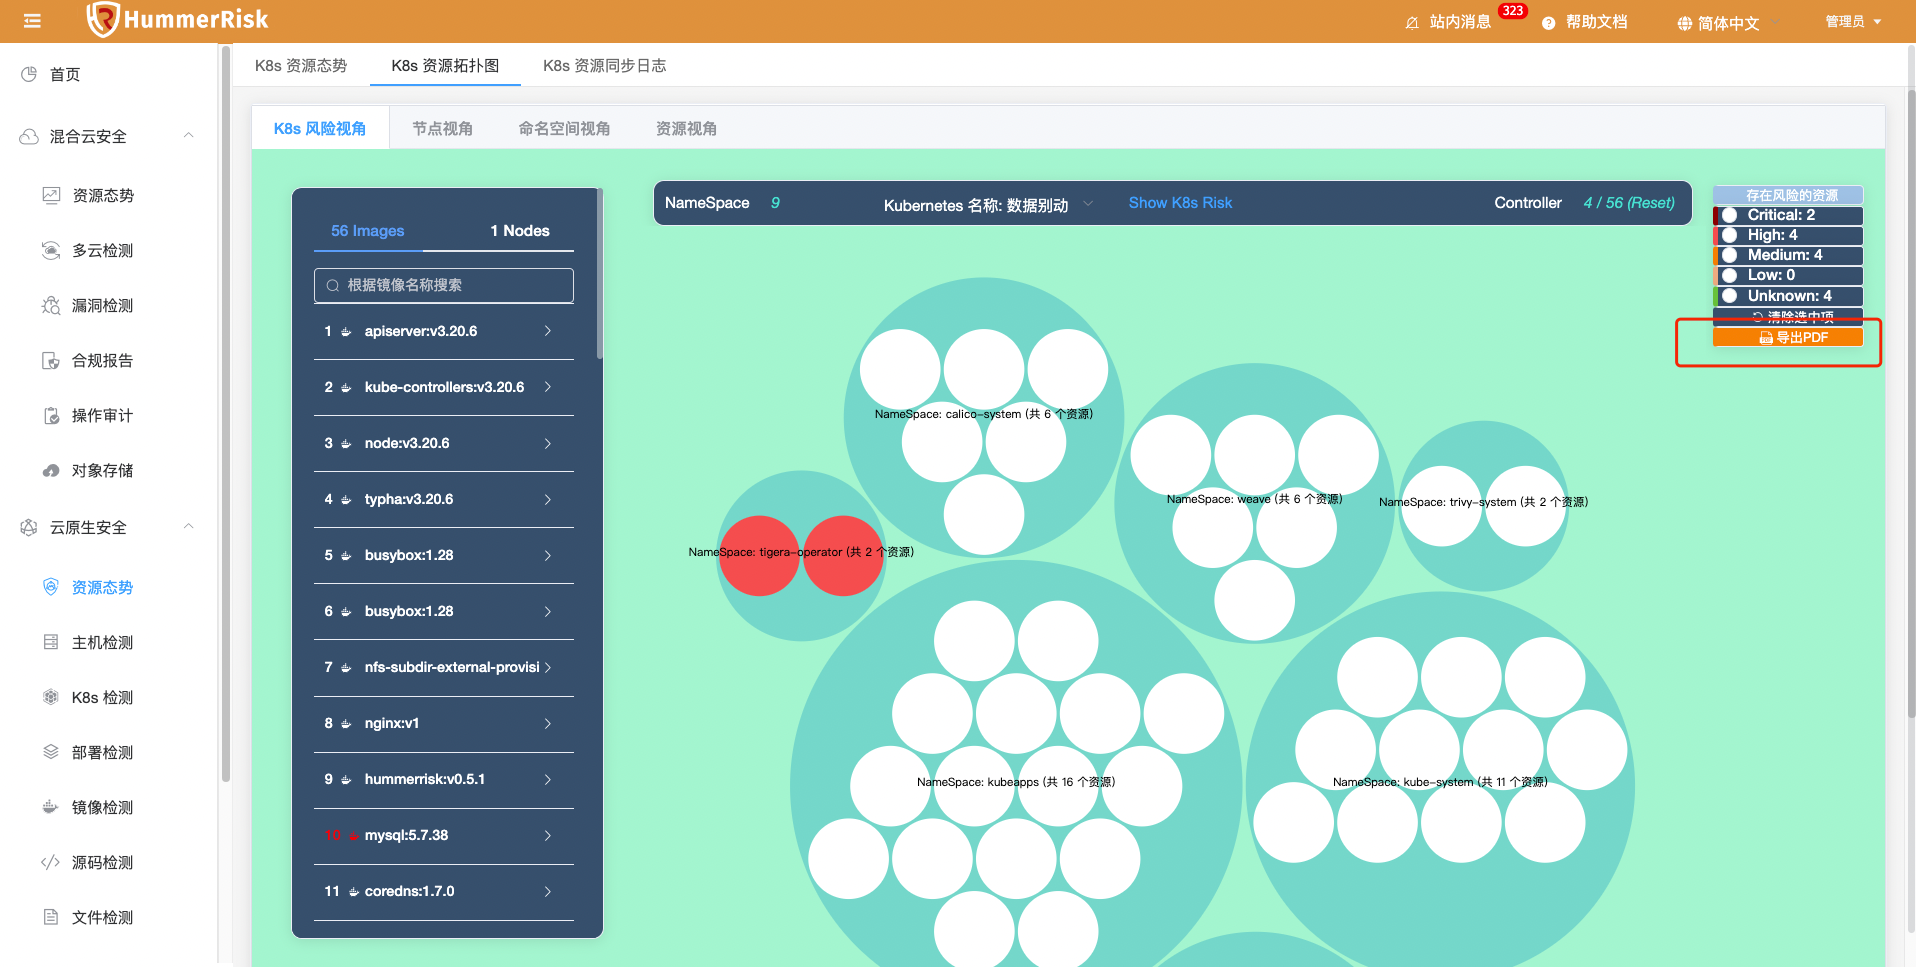 HummerRisk
站内消息
323
帮助文档
简体中文
管理员
首页
混合云安全
资源态势
多云检测
漏洞检测
合规报告
操作审计
对象存储
云原生安全
资源态势
主机检测
K8s 检测
部署检测
镜像检测
源码检测
文件检测
K8s 资源态势
K8s 资源拓扑图
K8s 资源同步日志
K8s 风险视角
节点视角
命名空间视角
资源视角
56 Images
1 Nodes
根据镜像名称搜索
1 apiserver:v3.20.6
2 kube-controllers:v3.20.6
3 node:v3.20.6
4 typha:v3.20.6
5 busybox:1.28
6 busybox:1.28
7 nfs-subdir-external-provisi
8 nginx:v1
9 hummerrisk:v0.5.1
10 mysql:5.7.38
11 coredns:1.7.0
NameSpace 9
Kubernetes 名称: 数据别动
Show K8s Risk
Controller 4 / 56 (Reset)
存在风险的资源
Critical: 2
High: 4
Medium: 4
Low: 0
Unknown: 4
清除选中项
导出PDF
NameSpace: calico-system (共 6 个资源)
NameSpace: weave (共 6 个资源)
NameSpace: trivy-system (共 2 个资源)
NameSpace: tigera-operator (共 2 个资源)
NameSpace: kubeapps (共 16 个资源)
NameSpace: kube-system (共 11 个资源)